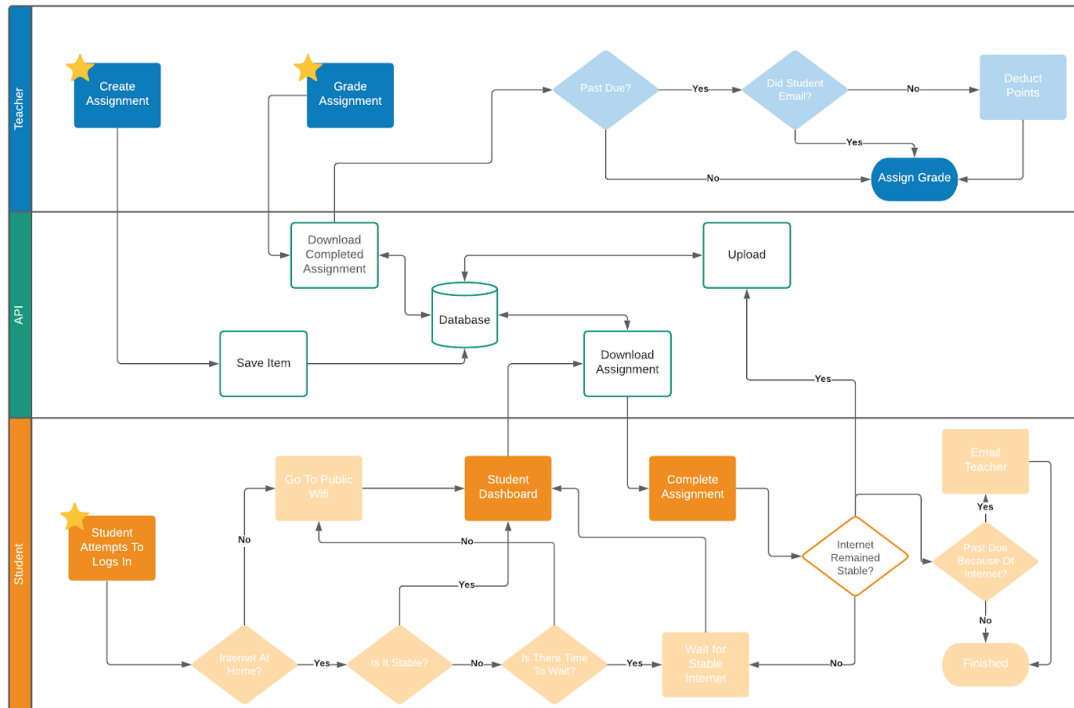 Teacher
Create
Assignment
Grade
Assignment
Past Due?
Yes
Did Student
Email?
No
Deduct
Points
Yes
No
Assign Grade
API
Download
Completed
Assignment
Upload
Database
Save Item
Download
Assignment
Yes
Student
Go To Public
Wifi
Student
Dashboard
Complete
Assignment
Email
Teacher
Student
Attempts To
Logs In
No
No
Yes
Internet
Remained
Stable?
Yes
Past Due
Because Of
Internet?
No
Internet At
Home?
Yes
Is It Stable?
No
Is There Time
To Wait?
Yes
Wait for
Stable
Internet
No
Finished